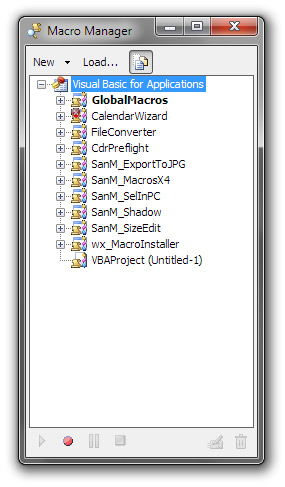 Macro Manager
New Load...
Visual Basic for Applications
GlobalMacros
CalendarWizard
FileConverter
CdrPreflight
SanM_ExportToJPG
SanM_MacrosX4
SanM_SelInPC
SanM_Shadow
SanM_SizeEdit
wx_MacroInstaller
VBAProject (Untitled-1)